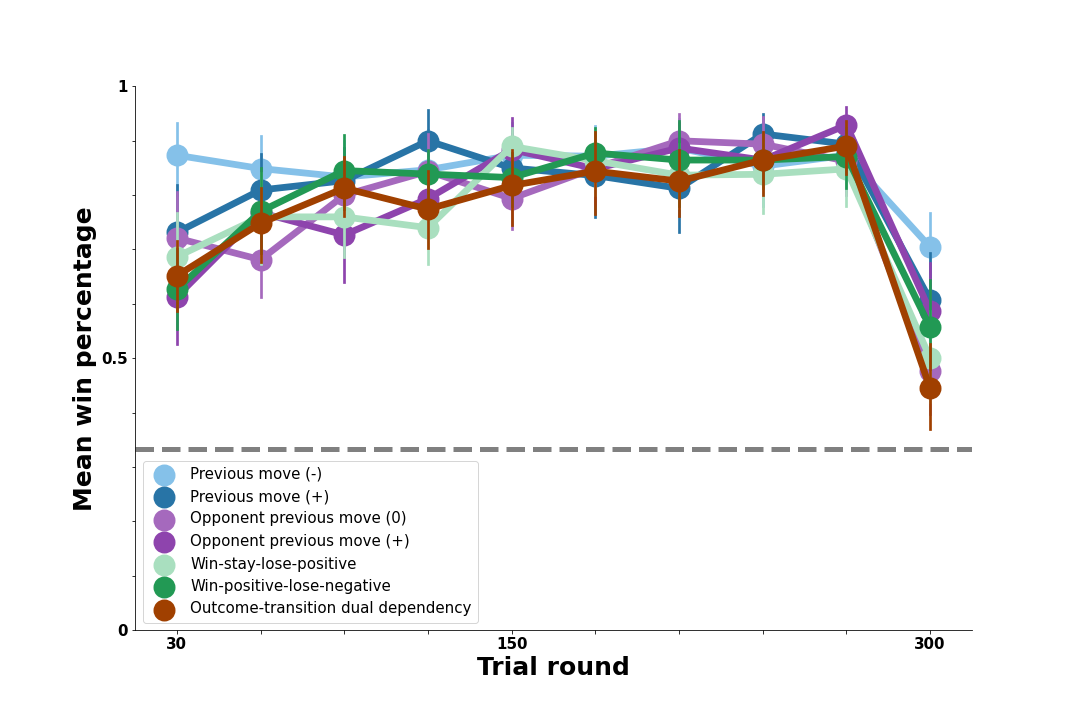 Mean win percentage
1
0.5
0
Previous move (-)
Previous move (+)
Opponent previous move (0)
Opponent previous move (+)
Win-stay-lose-positive
Win-positive-lose-negative
Outcome-transition dual dependency
30 150 300
Trial round